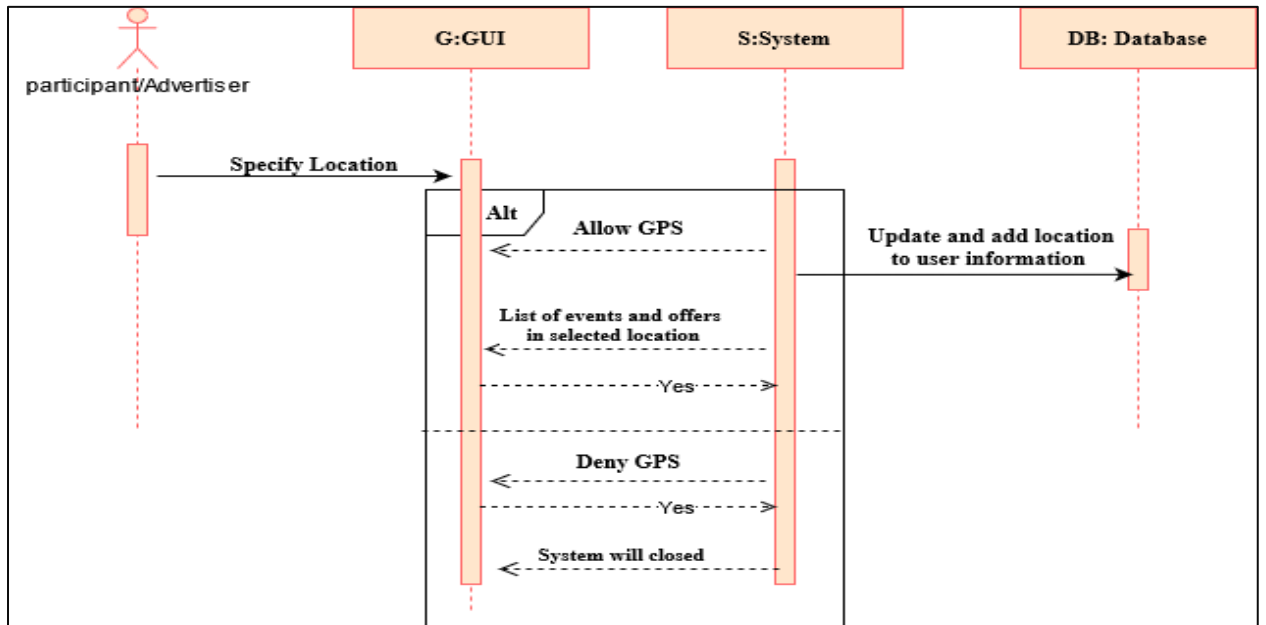 G:GUI
S:System
DB: Database
participant/Advertiser
Specify Location
Alt
Allow GPS
Update and add location
to user information
List of events and offers
in selected location
Yes
Deny GPS
Yes
System will closed